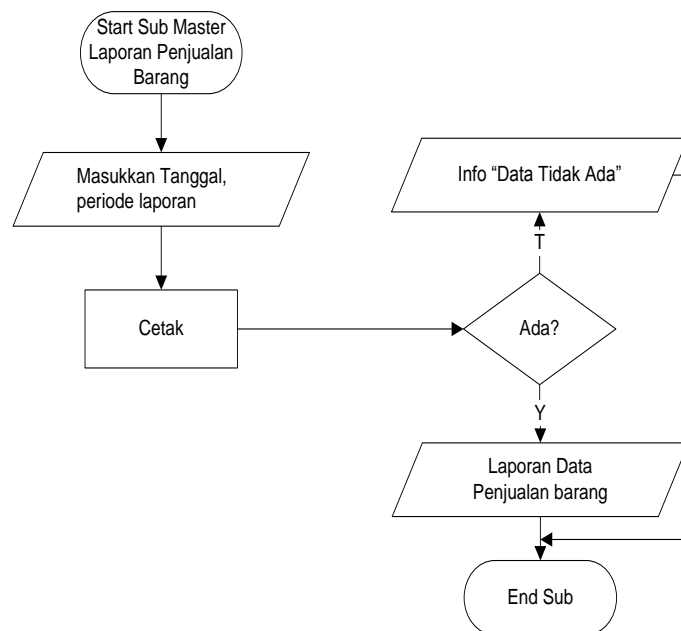 Start Sub Master
Laporan Penjualan
Barang
Masukkan Tanggal,
periode laporan
Cetak
Info “Data Tidak Ada”
T
Ada?
Y
Laporan Data
Penjualan barang
End Sub